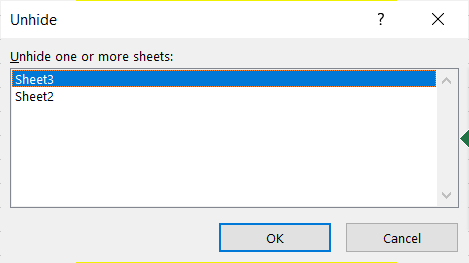 Unhide
?
Unhide one or more sheets:
Sheet3
Sheet2
OK
Cancel